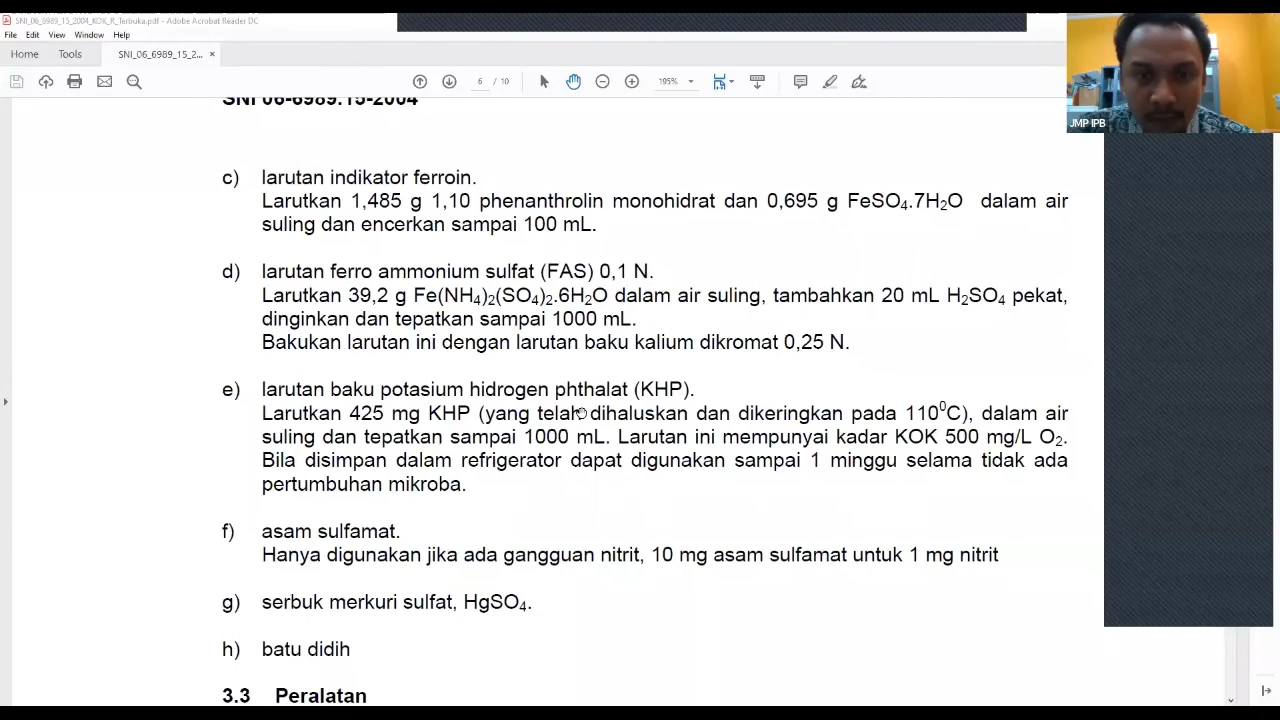 SNI_06_6989_15_2004_KOK_R_Terbuka.pdf - Adobe Acrobat Reader DC
File Edit View Window Help
Home Tools SNI_06_6989_15_2... ×
6 / 10 195%
JMP IPB
SNI 06-6989.15-2004
c) larutan indikator ferroin.
Larutkan 1,485 g 1,10 phenanthrolin monohidrat dan 0,695 g FeSO₄.7H₂O dalam air
suling dan encerkan sampai 100 mL.
d) larutan ferro ammonium sulfat (FAS) 0,1 N.
Larutkan 39,2 g Fe(NH₄)₂(SO₄)₂.6H₂O dalam air suling, tambahkan 20 mL H₂SO₄ pekat,
dinginkan dan tepatkan sampai 1000 mL.
Bakukan larutan ini dengan larutan baku kalium dikromat 0,25 N.
e) larutan baku potasium hidrogen phthalat (KHP).
Larutkan 425 mg KHP (yang telah dihaluskan dan dikeringkan pada 110⁰C), dalam air
suling dan tepatkan sampai 1000 mL. Larutan ini mempunyai kadar KOK 500 mg/L O₂.
Bila disimpan dalam refrigerator dapat digunakan sampai 1 minggu selama tidak ada
pertumbuhan mikroba.
f) asam sulfamat.
Hanya digunakan jika ada gangguan nitrit, 10 mg asam sulfamat untuk 1 mg nitrit
g) serbuk merkuri sulfat, HgSO₄.
h) batu didih
3.3 Peralatan